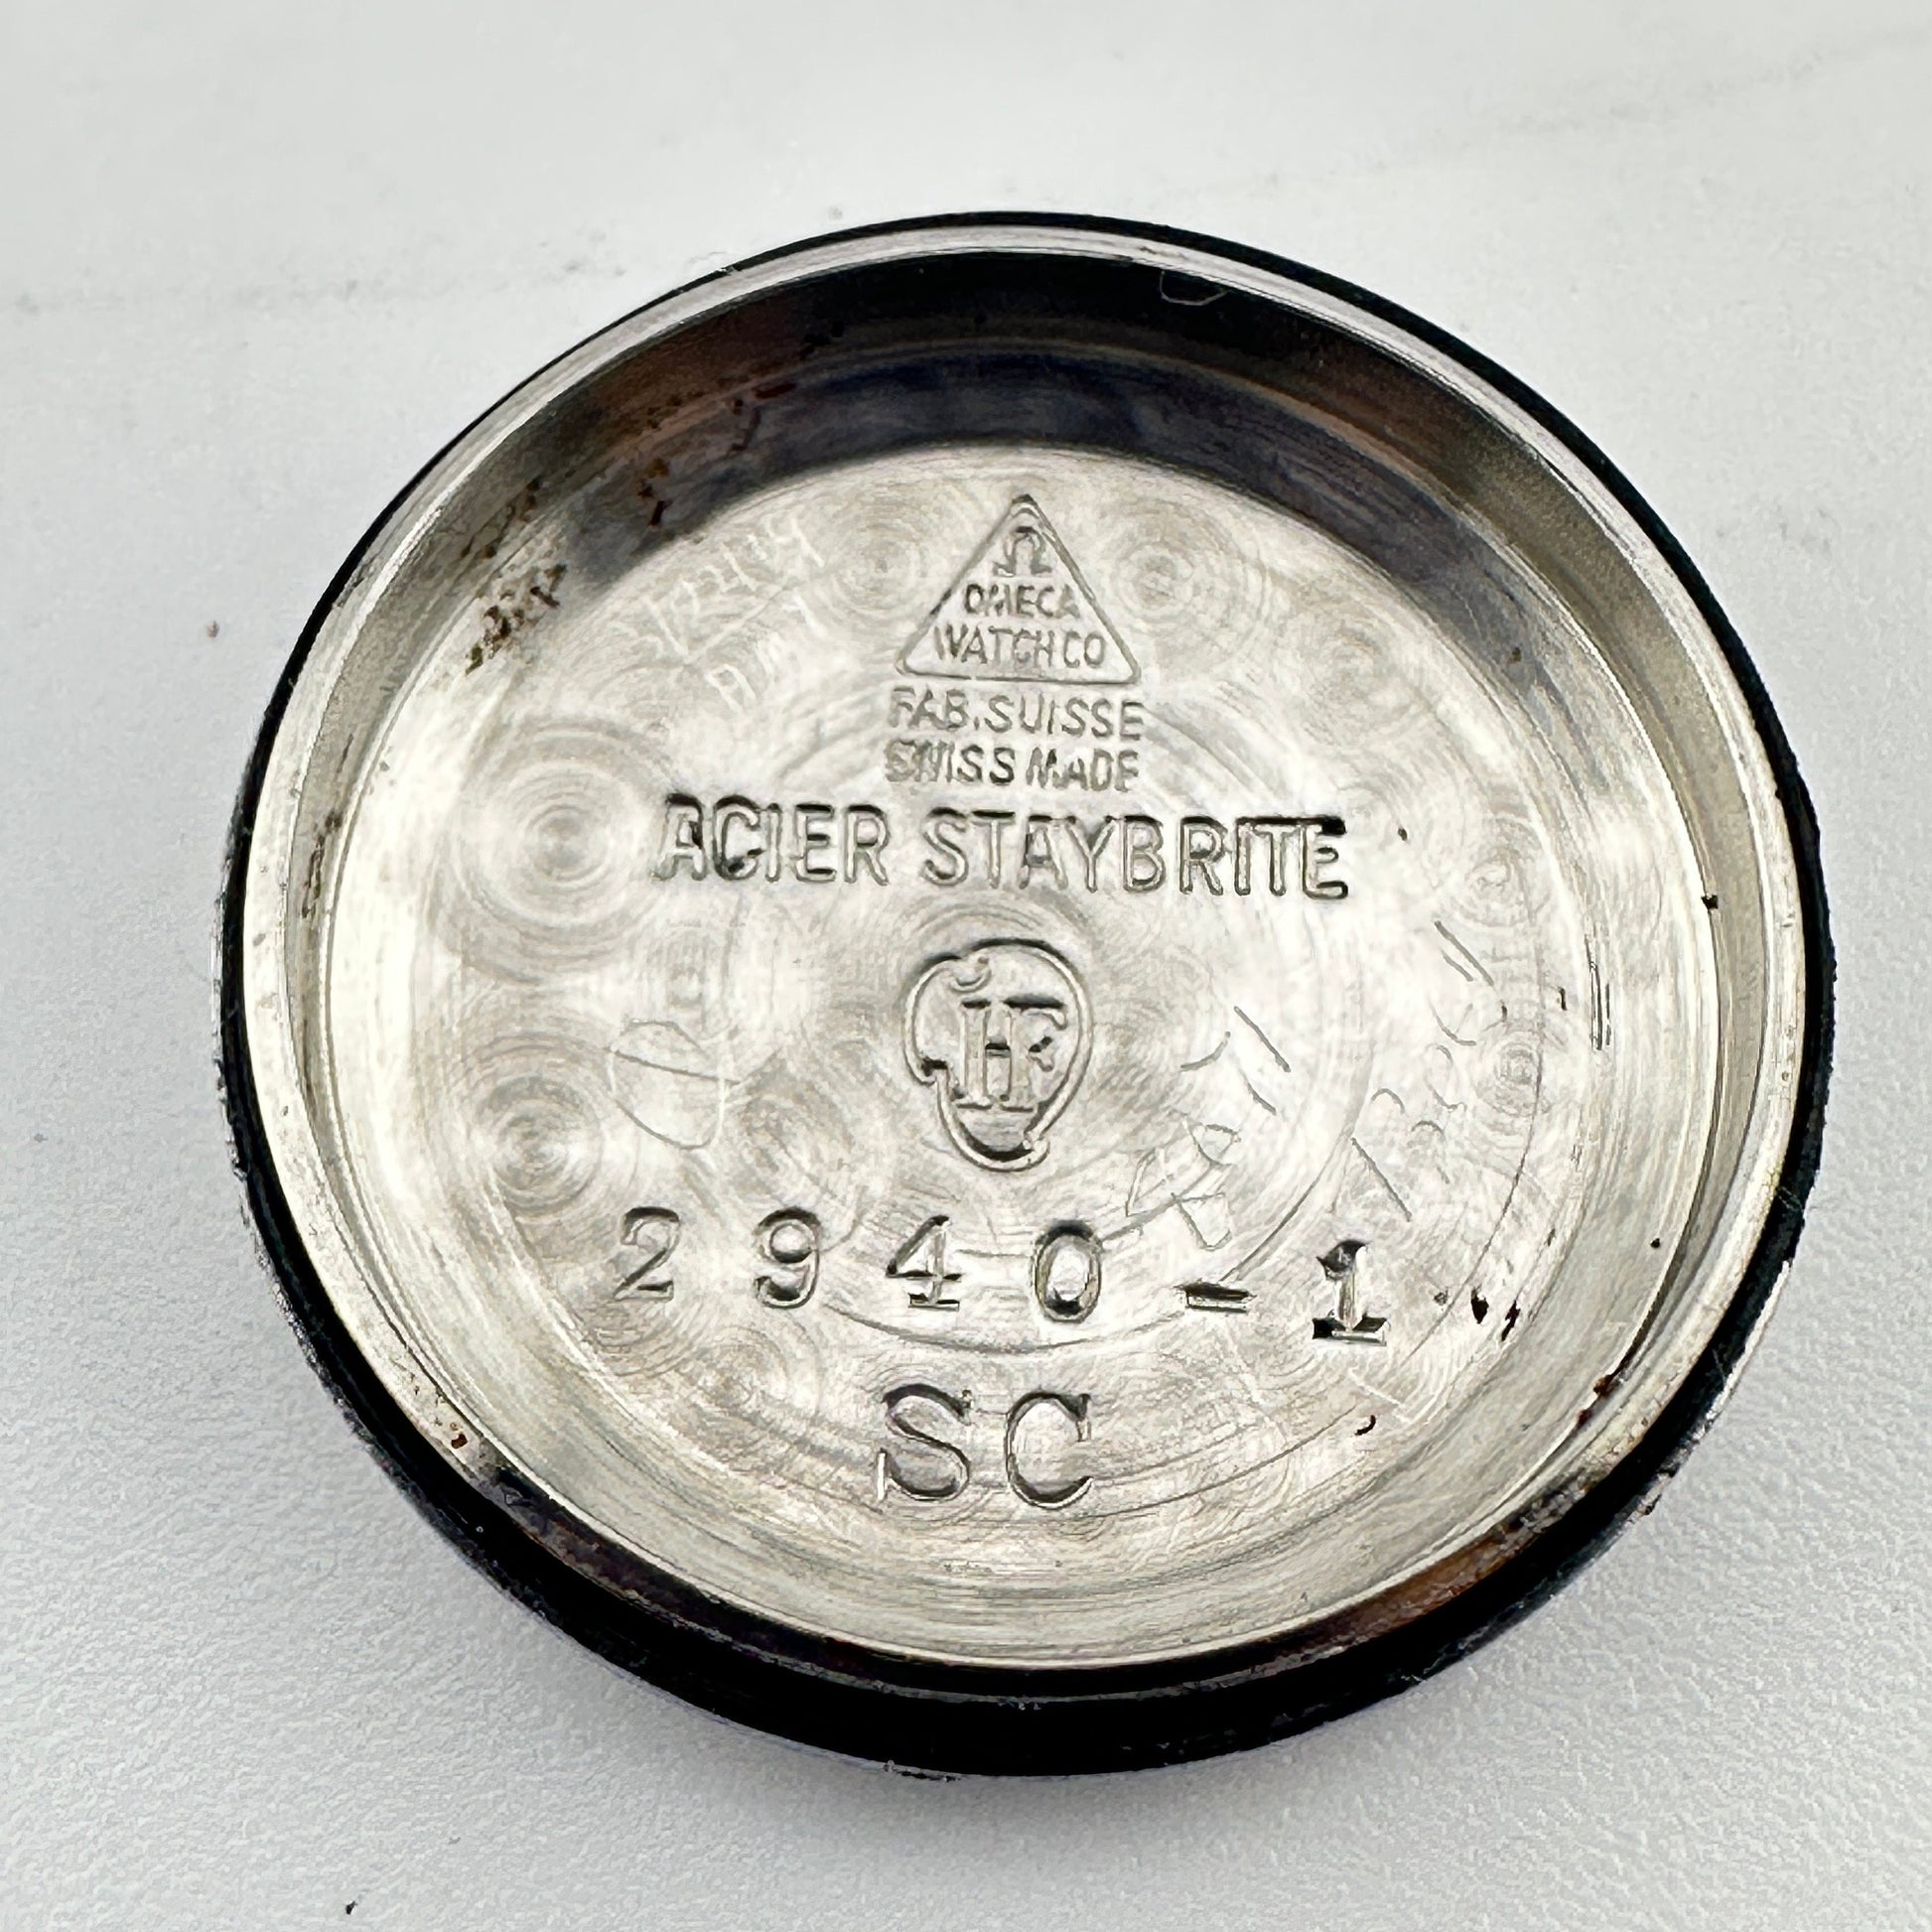 Ω
OMEGA
WATCH CO
FAB. SUISSE
SWISS MADE
ACIER STAYBRITE
HF
2940-1
SC